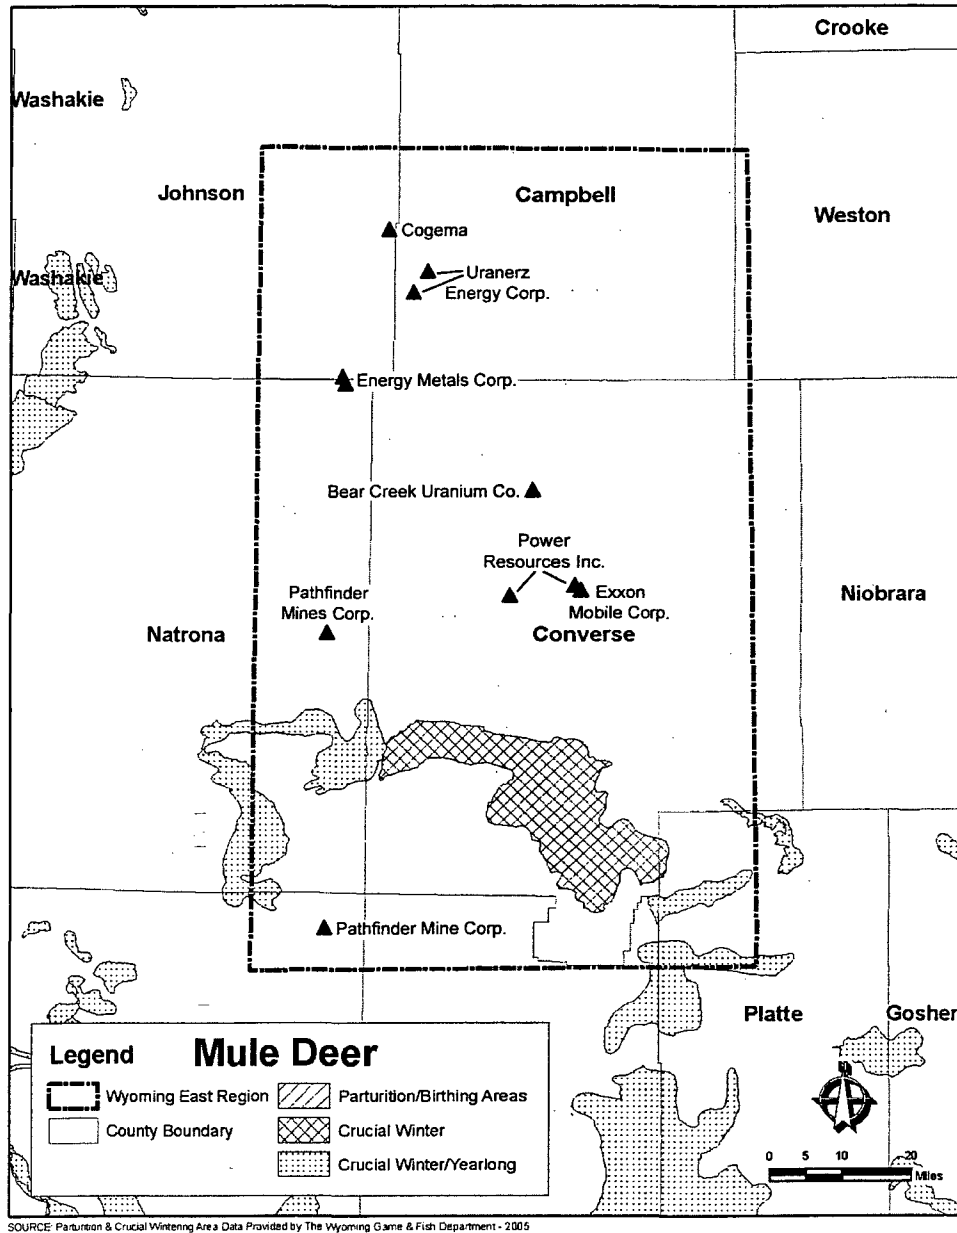 Crooke
Washakie
Johnson
Campbell
Weston
Cogema
Washakie
Uranerz
Energy Corp.
Energy Metals Corp.
Bear Creek Uranium Co.
Power
Resources Inc.
Pathfinder
Mines Corp.
Exxon
Mobile Corp.
Niobrara
Natrona
Converse
Pathfinder Mine Corp.
Platte
Gosher
Legend
Mule Deer
Wyoming East Region
Parturition/Birthing Areas
County Boundary
Crucial Winter
Crucial Winter/Yearlong
N
0 5 10 20
Miles
SOURCE: Parturition & Crucial Wintering Area Data Provided by The Wyoming Game & Fish Department - 2005